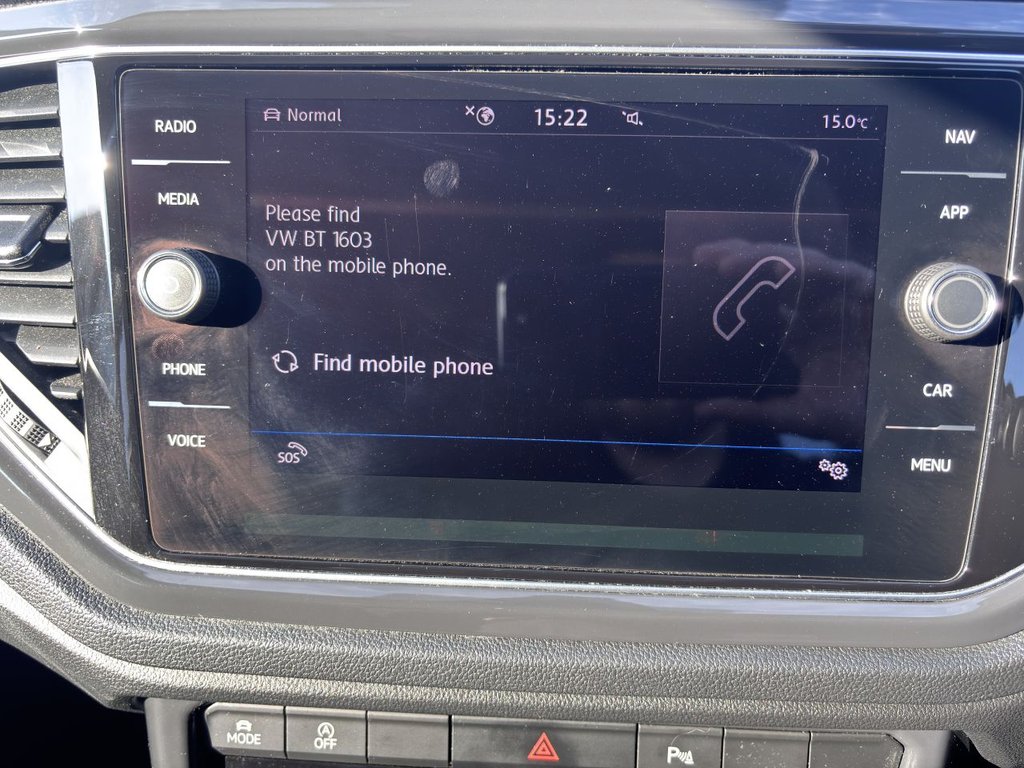 Normal
15:22
15.0°C
RADIO
MEDIA
PHONE
VOICE
Please find
VW BT 1603
on the mobile phone.
Find mobile phone
SOS
NAV
APP
CAR
MENU
MODE
A
OFF
P